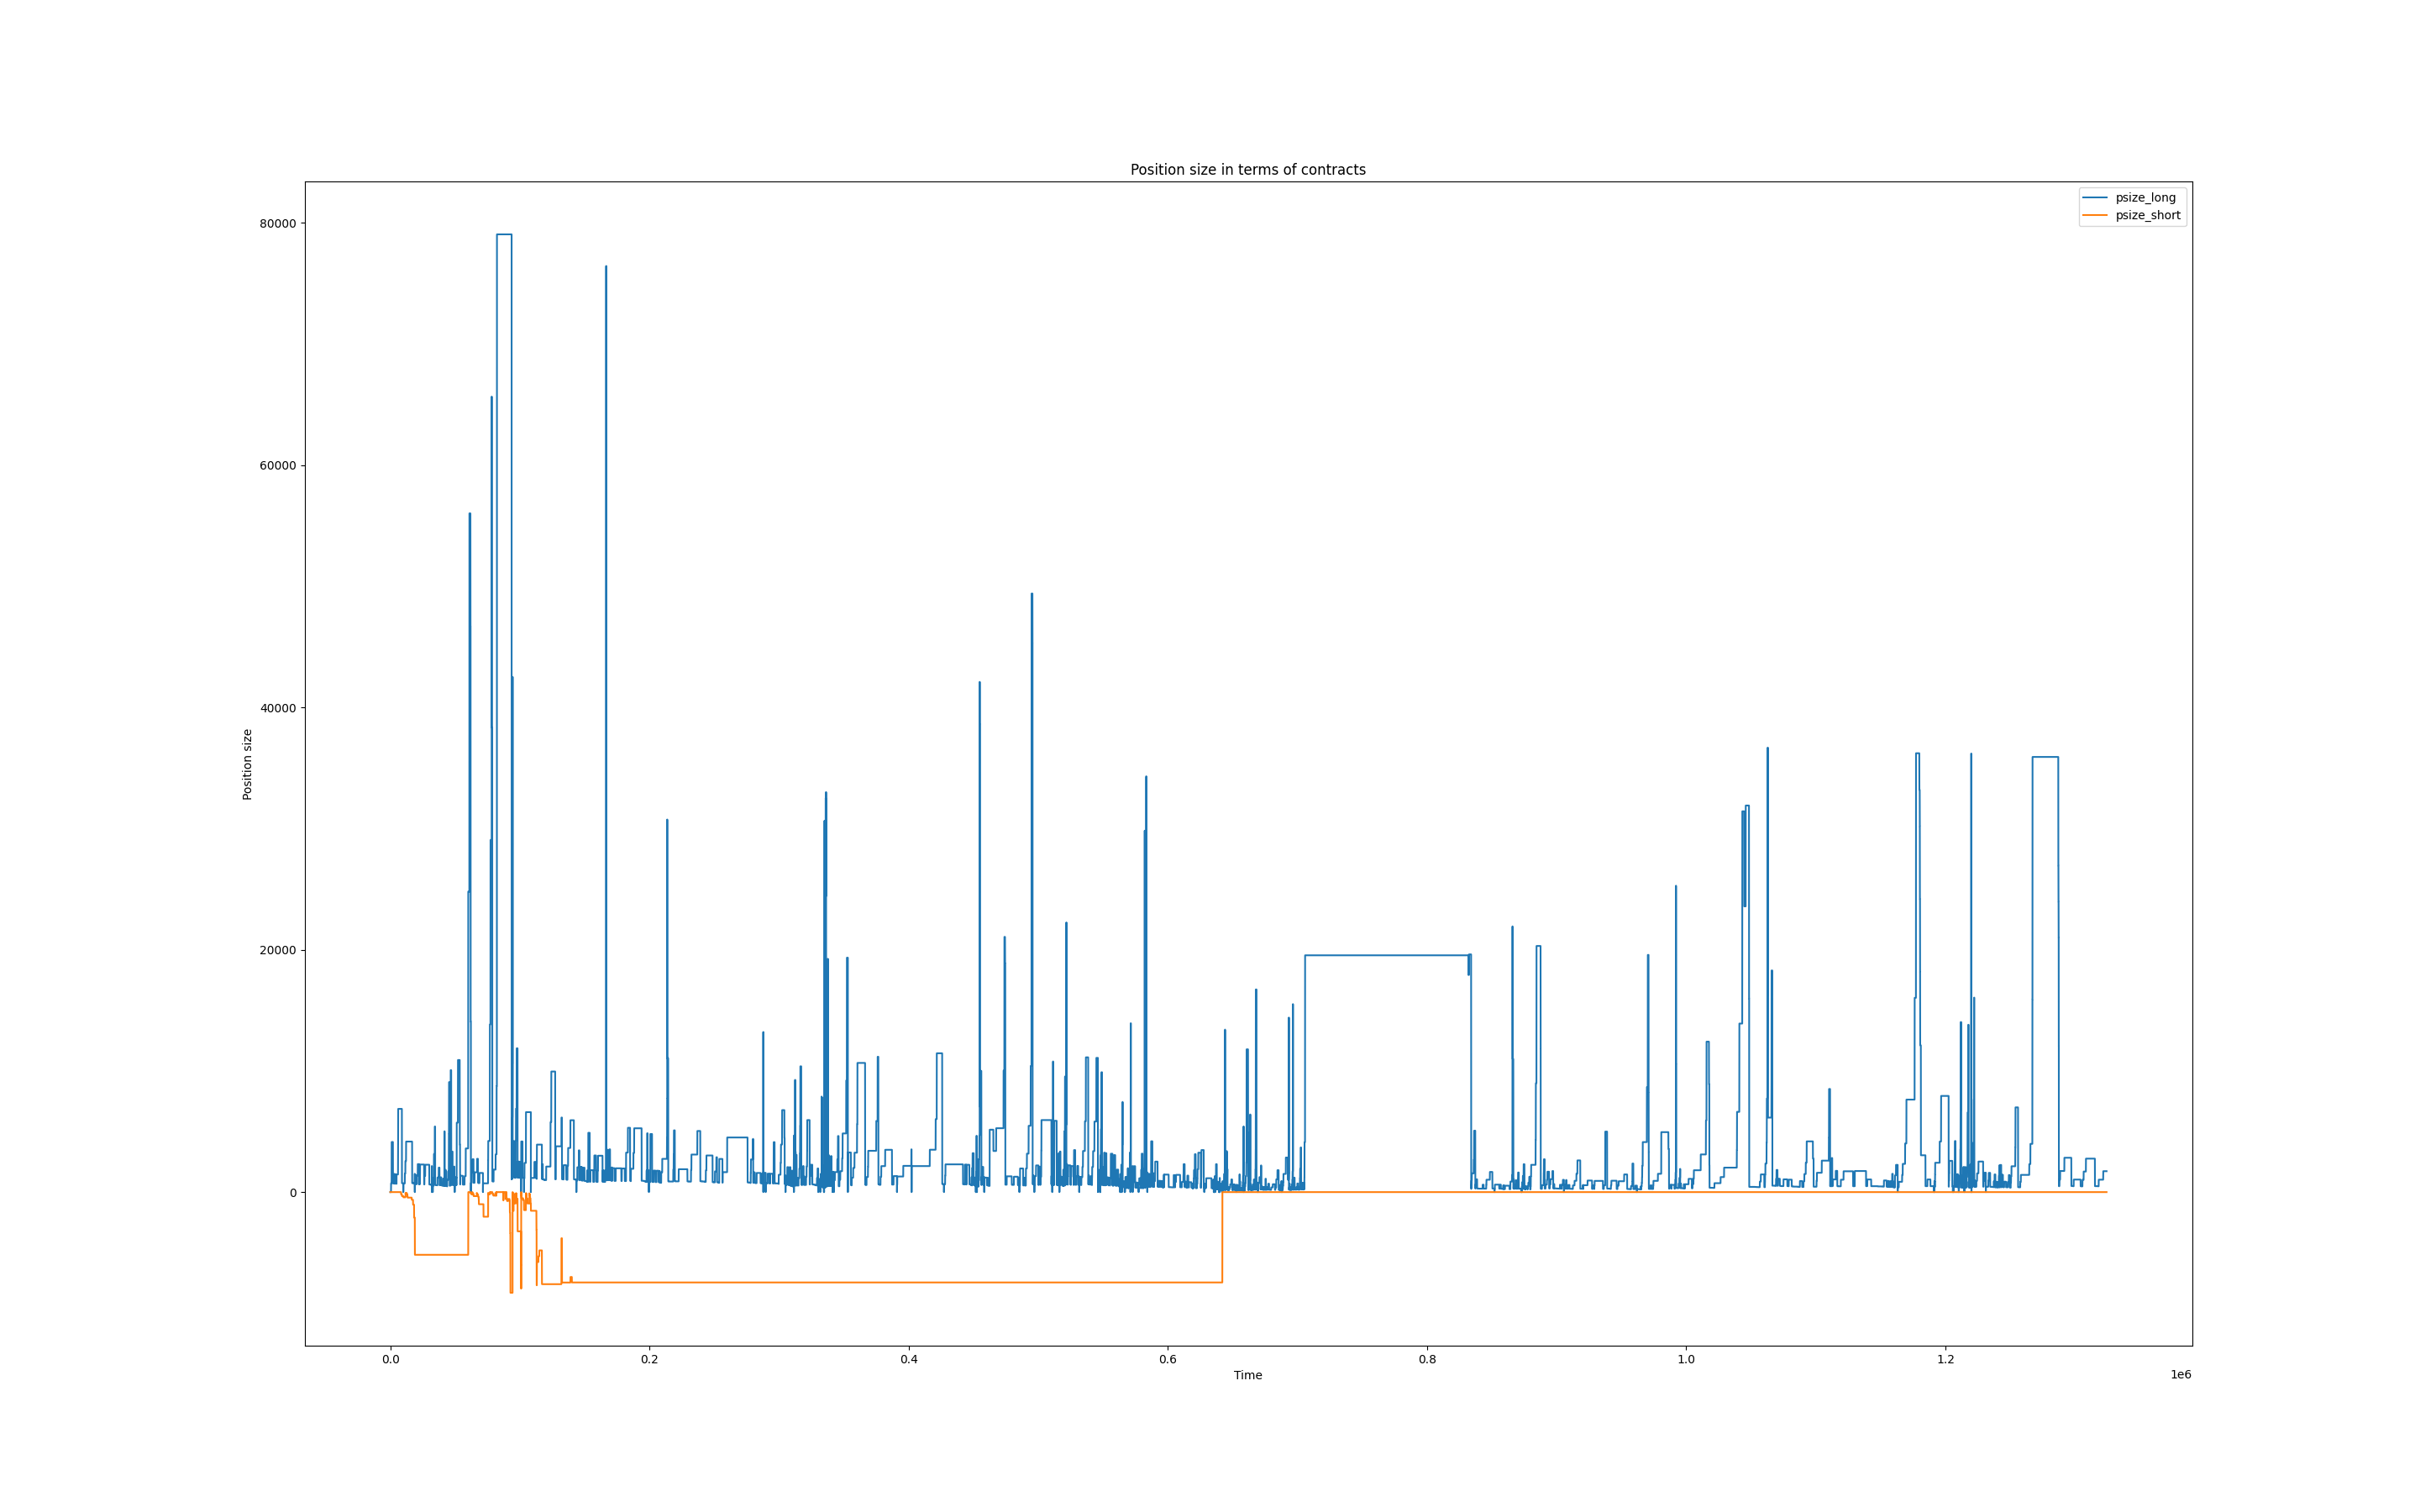 Position size in terms of contracts
psize_long
psize_short
80000
60000
40000
20000
0
Position size
0.0
0.2
0.4
0.6
0.8
1.0
1.2
1e6
Time